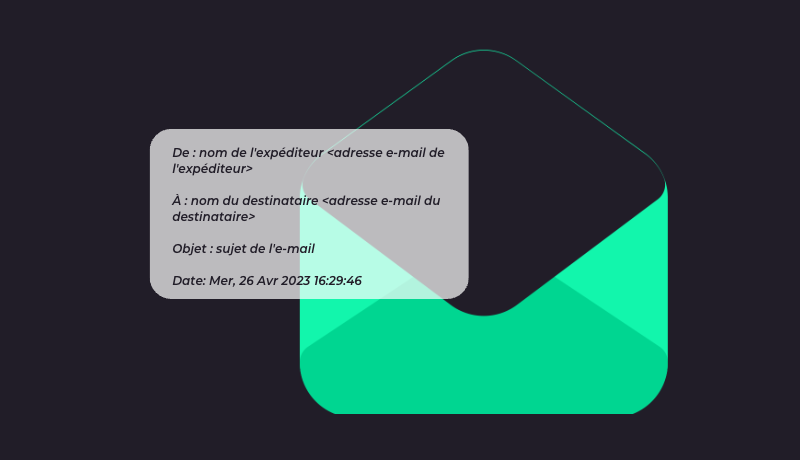 De : nom de l'expéditeur <adresse e-mail de
l'expéditeur>
À : nom du destinataire <adresse e-mail du
destinataire>
Objet : sujet de l'e-mail
Date: Mer, 26 Avr 2023 16:29:46